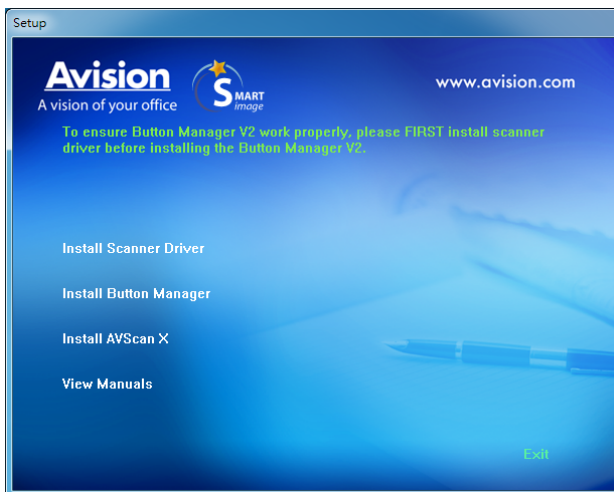 Setup
Avision
A vision of your office
SMART
image
www.avision.com
To ensure Button Manager V2 work properly, please FIRST install scanner
driver before installing the Button Manager V2.
Install Scanner Driver
Install Button Manager
Install AVScan X
View Manuals
Exit